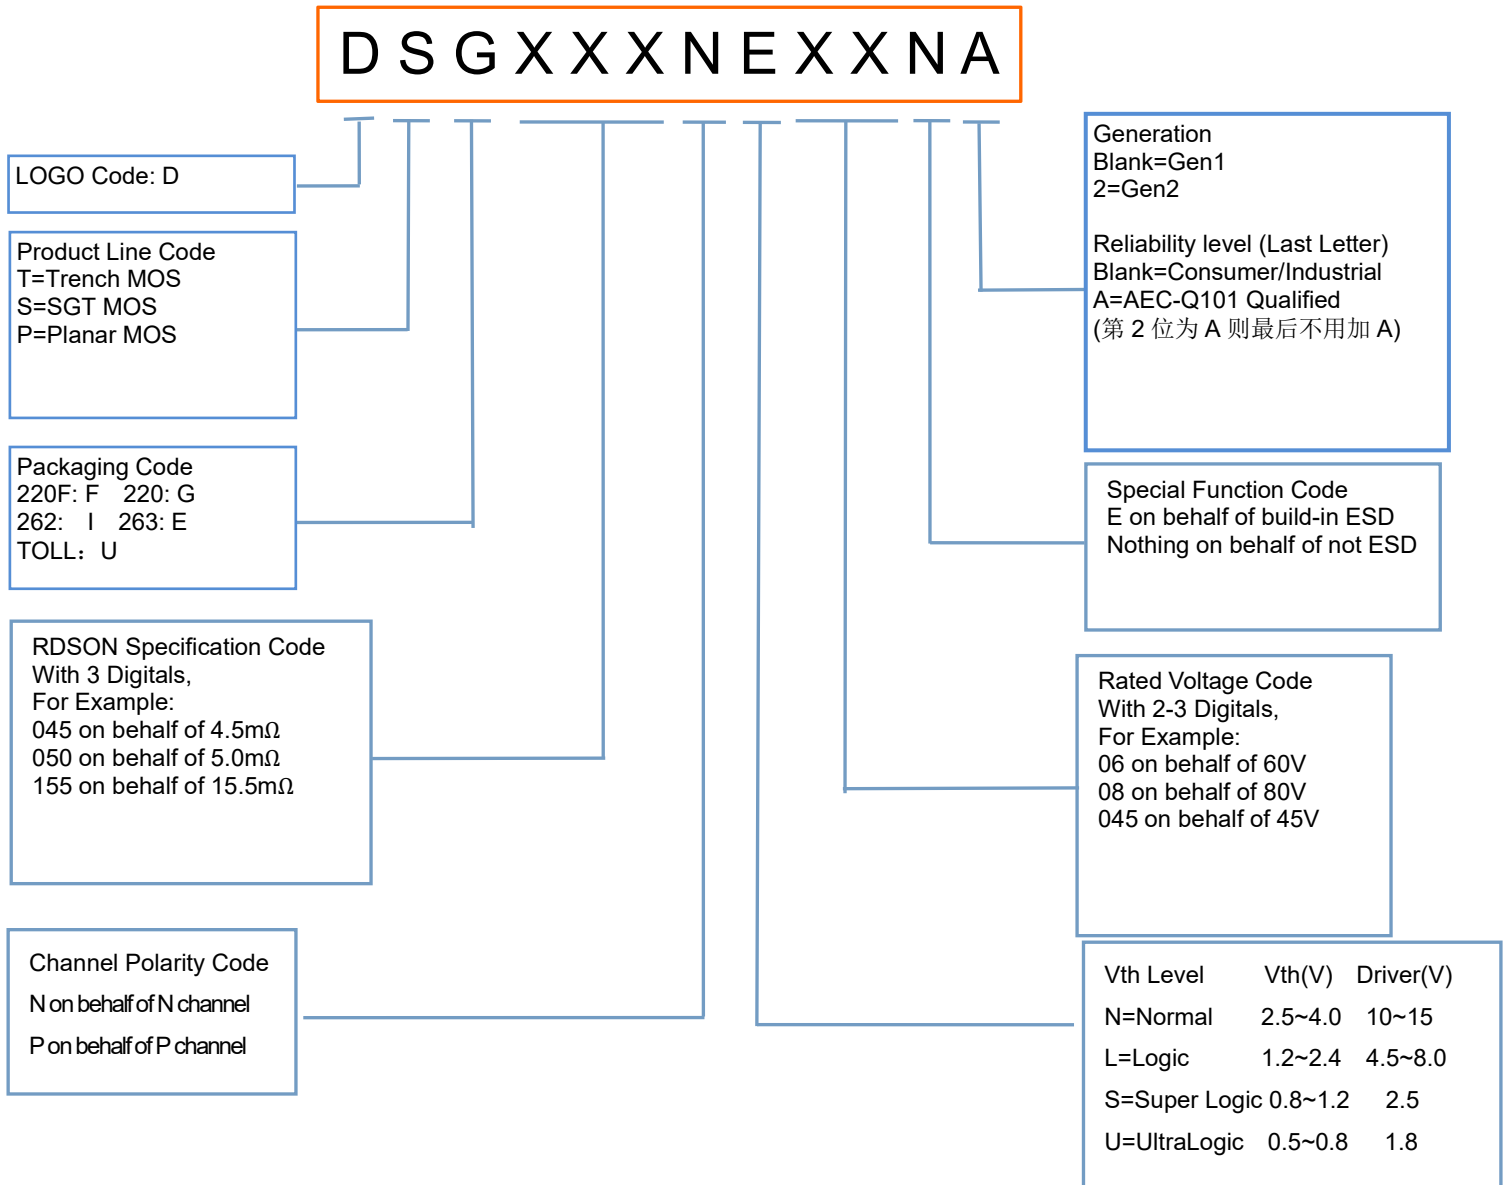 DSGXXXNEXXNA
LOGO Code: D
Product Line Code
T=Trench MOS
S=SGT MOS
P=Planar MOS
Packaging Code
220F: F 220: G
262: I 263: E
TOLL：U
RDSON Specification Code
With 3 Digitals,
For Example:
045 on behalf of 4.5mΩ
050 on behalf of 5.0mΩ
155 on behalf of 15.5mΩ
Channel Polarity Code
N on behalf of N channel
P on behalf of P channel
Generation
Blank=Gen1
2=Gen2
Reliability level (Last Letter)
Blank=Consumer/Industrial
A=AEC-Q101 Qualified
(第 2 位为 A 则最后不用加 A)
Special Function Code
E on behalf of build-in ESD
Nothing on behalf of not ESD
Rated Voltage Code
With 2-3 Digitals,
For Example:
06 on behalf of 60V
08 on behalf of 80V
045 on behalf of 45V
Vth Level Vth(V) Driver(V)
N=Normal 2.5~4.0 10~15
L=Logic 1.2~2.4 4.5~8.0
S=Super Logic 0.8~1.2 2.5
U=UltraLogic 0.5~0.8 1.8